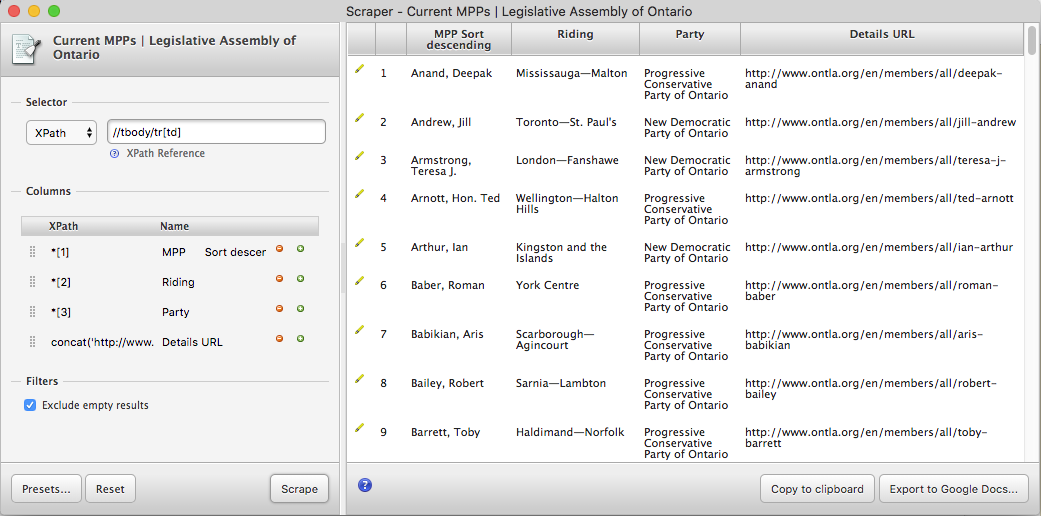 Scraper - Current MPPs | Legislative Assembly of Ontario
Current MPPs | Legislative Assembly of
Ontario
Selector
XPath
//tbody/tr[td]
? XPath Reference
Columns
XPath Name
*[1] MPP Sort descer
*[2] Riding
*[3] Party
concat('http://www. Details URL
Filters
Exclude empty results
Presets... Reset Scrape
MPP Sort
descending
Riding Party Details URL
1 Anand, Deepak Mississauga—Malton Progressive http://www.ontla.org/en/members/all/deepak-
Conservative anand
Party of Ontario
2 Andrew, Jill Toronto—St. Paul's New Democratic http://www.ontla.org/en/members/all/jill-andrew
Party of Ontario
3 Armstrong, London—Fanshawe New Democratic http://www.ontla.org/en/members/all/teresa-j-
Teresa J. Party of Ontario armstrong
4 Arnott, Hon. Ted Wellington—Halton Progressive http://www.ontla.org/en/members/all/ted-arnott
Hills Conservative
Party of Ontario
5 Arthur, Ian Kingston and the New Democratic http://www.ontla.org/en/members/all/ian-arthur
Islands Party of Ontario
6 Baber, Roman York Centre Progressive http://www.ontla.org/en/members/all/roman-
Conservative baber
Party of Ontario
7 Babikian, Aris Scarborough— Progressive http://www.ontla.org/en/members/all/aris-
Agincourt Conservative babikian
Party of Ontario
8 Bailey, Robert Sarnia—Lambton Progressive http://www.ontla.org/en/members/all/robert-
Conservative bailey
Party of Ontario
9 Barrett, Toby Haldimand—Norfolk Progressive http://www.ontla.org/en/members/all/toby-
Conservative barrett
Party of Ontario
? Copy to clipboard Export to Google Docs...